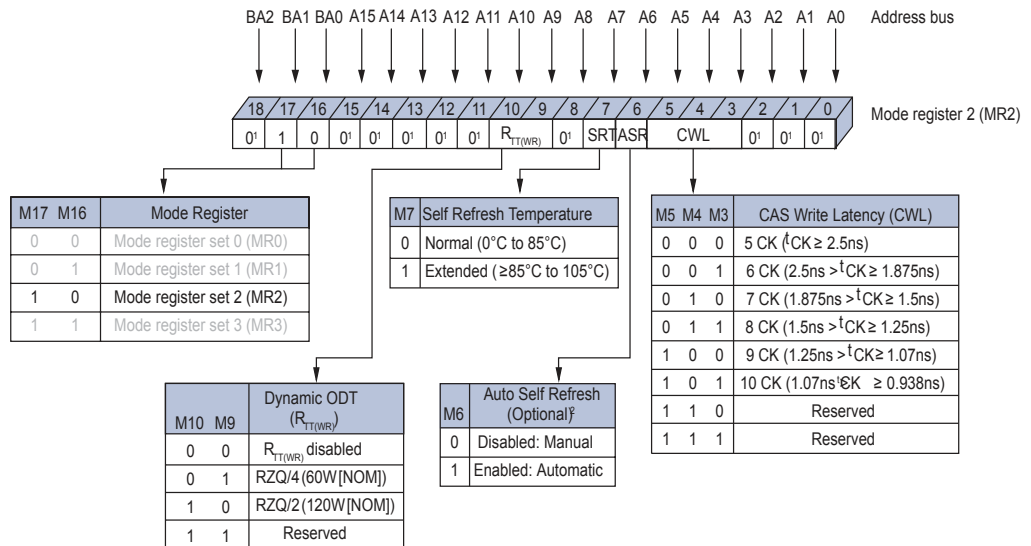 BA2 BA1 BA0 A15 A14 A13 A12 A11 A10 A9 A8 A7 A6 A5 A4 A3 A2 A1 A0 Address bus
18 17 16 15 14 13 12 11 10 9 8 7 6 5 4 3 2 1 0 Mode register 2 (MR2)
0¹ 1 0 0¹ 0¹ 0¹ 0¹ 0¹ R_TT(WR) 0¹ SRT ASR CWL 0¹ 0¹ 0¹
M17 M16 Mode Register
0 0 Mode register set 0 (MR0)
0 1 Mode register set 1 (MR1)
1 0 Mode register set 2 (MR2)
1 1 Mode register set 3 (MR3)
M7 Self Refresh Temperature
0 Normal (0°C to 85°C)
1 Extended (≥85°C to 105°C)
M5 M4 M3 CAS Write Latency (CWL)
0 0 0 5 CK (tCK ≥ 2.5ns)
0 0 1 6 CK (2.5ns > tCK ≥ 1.875ns)
0 1 0 7 CK (1.875ns > tCK ≥ 1.5ns)
0 1 1 8 CK (1.5ns > tCK ≥ 1.25ns)
1 0 0 9 CK (1.25ns > tCK ≥ 1.07ns)
1 0 1 10 CK (1.07ns CK ≥ 0.938ns)
1 1 0 Reserved
1 1 1 Reserved
M10 M9 Dynamic ODT
(R_TT(WR))
0 0 R_TT(WR) disabled
0 1 RZQ/4 (60W [NOM])
1 0 RZQ/2 (120W [NOM])
1 1 Reserved
M6 Auto Self Refresh
(Optional)²
0 Disabled: Manual
1 Enabled: Automatic